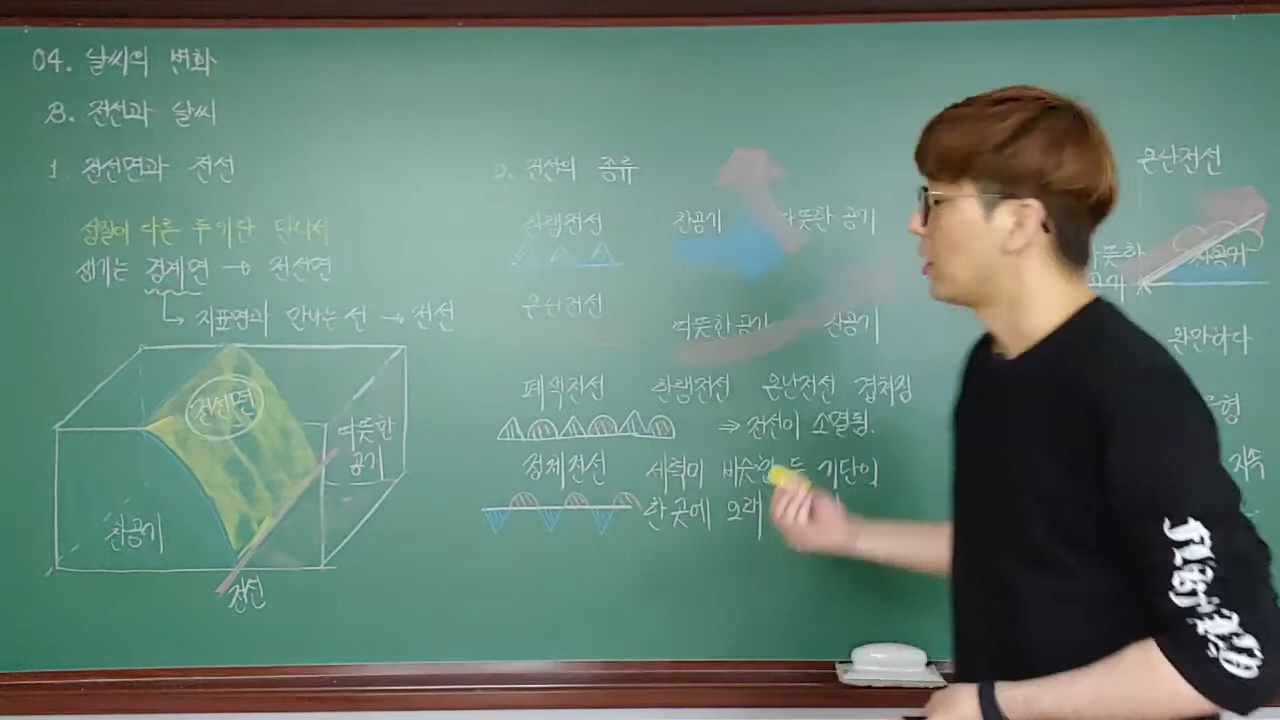 04. 날씨의 변화
B. 전선과 날씨
1. 전선면과 전선
성질이 다른 두 기단 만나서
생기는 경계면 → 전선면
↳ 지표면과 만나는 선 → 전선
전선면
따뜻한
공기
찬공기
전선
2. 전선의 종류
한랭전선
찬공기 따뜻한 공기
온난전선
따뜻한공기 찬공기
폐색전선 한랭전선 온난전선 겹쳐짐
⇒ 전선이 소멸됨.
정체전선 세력이 비슷한 두 기단이
한 곳에 오래
온난전선
따뜻한
공기
찬공기
완만하다
지속